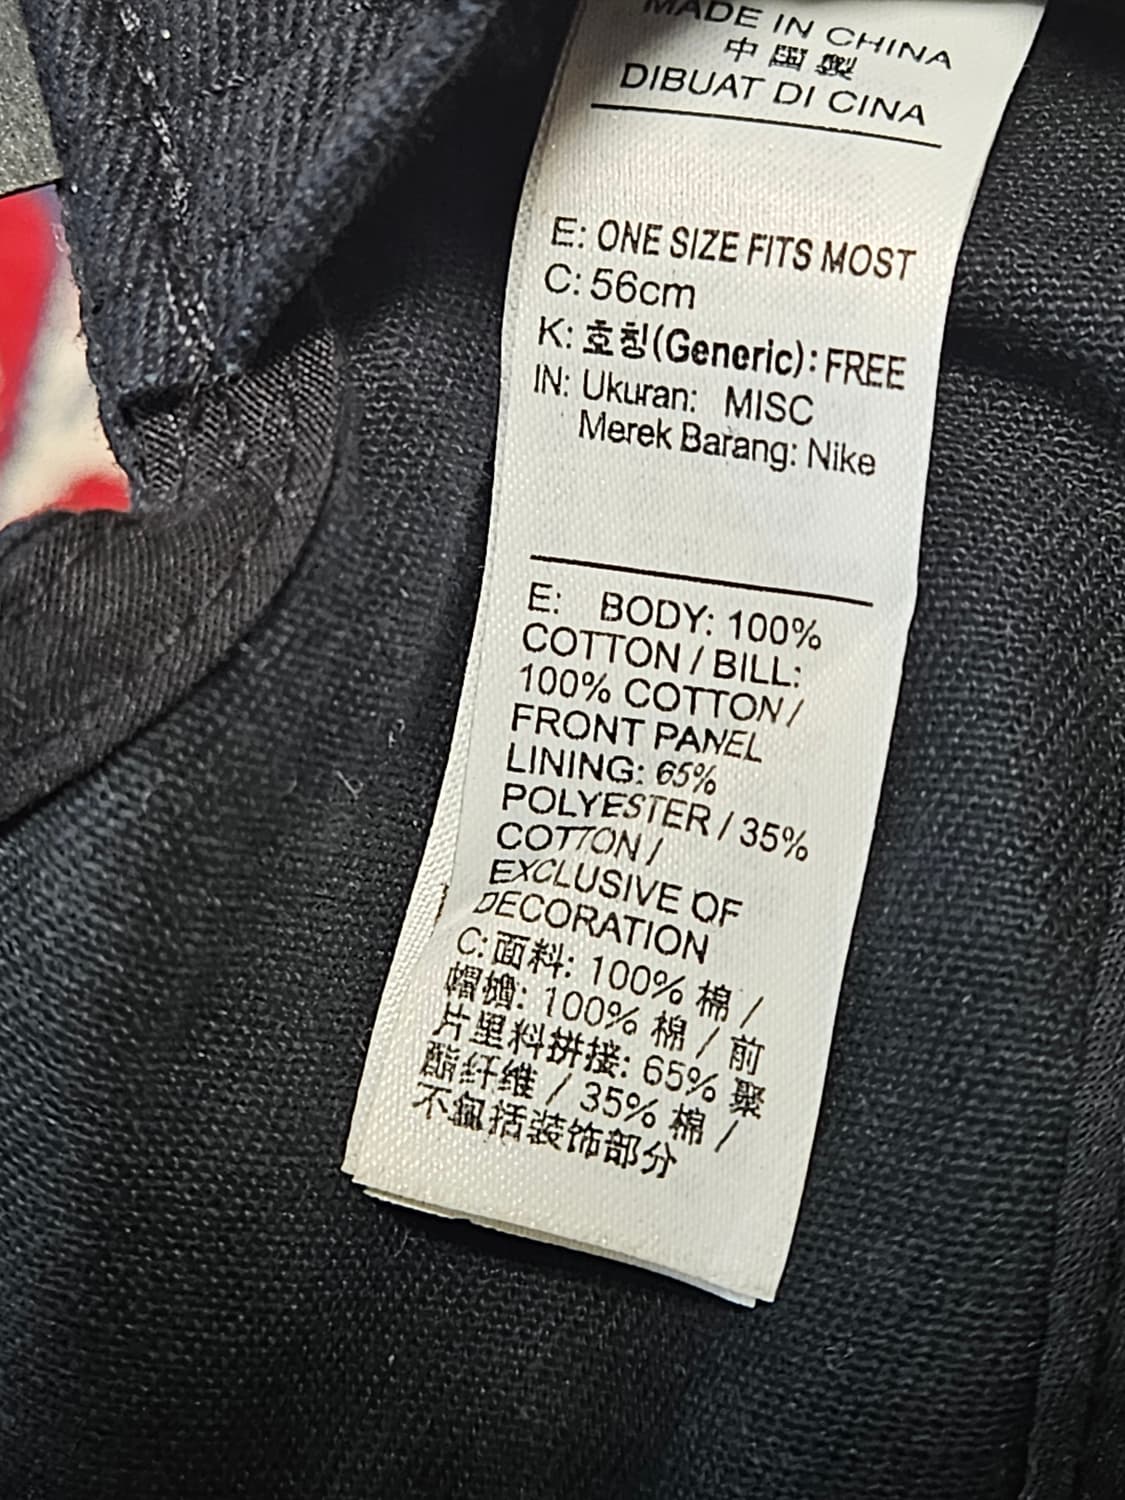 MADE IN CHINA
中国製
DIBUAT DI CINA
E: ONE SIZE FITS MOST
C: 56cm
K: 호칭(Generic): FREE
IN: Ukuran: MISC
Merek Barang: Nike
E: BODY: 100%
COTTON / BILL:
100% COTTON /
FRONT PANEL
LINING: 65%
POLYESTER / 35%
COTTON /
EXCLUSIVE OF
DECORATION
C: 面料: 100% 棉 /
帽檐: 100% 棉 / 前
片里料拼接: 65% 聚
酯纤维 / 35% 棉 /
不包括装饰部分